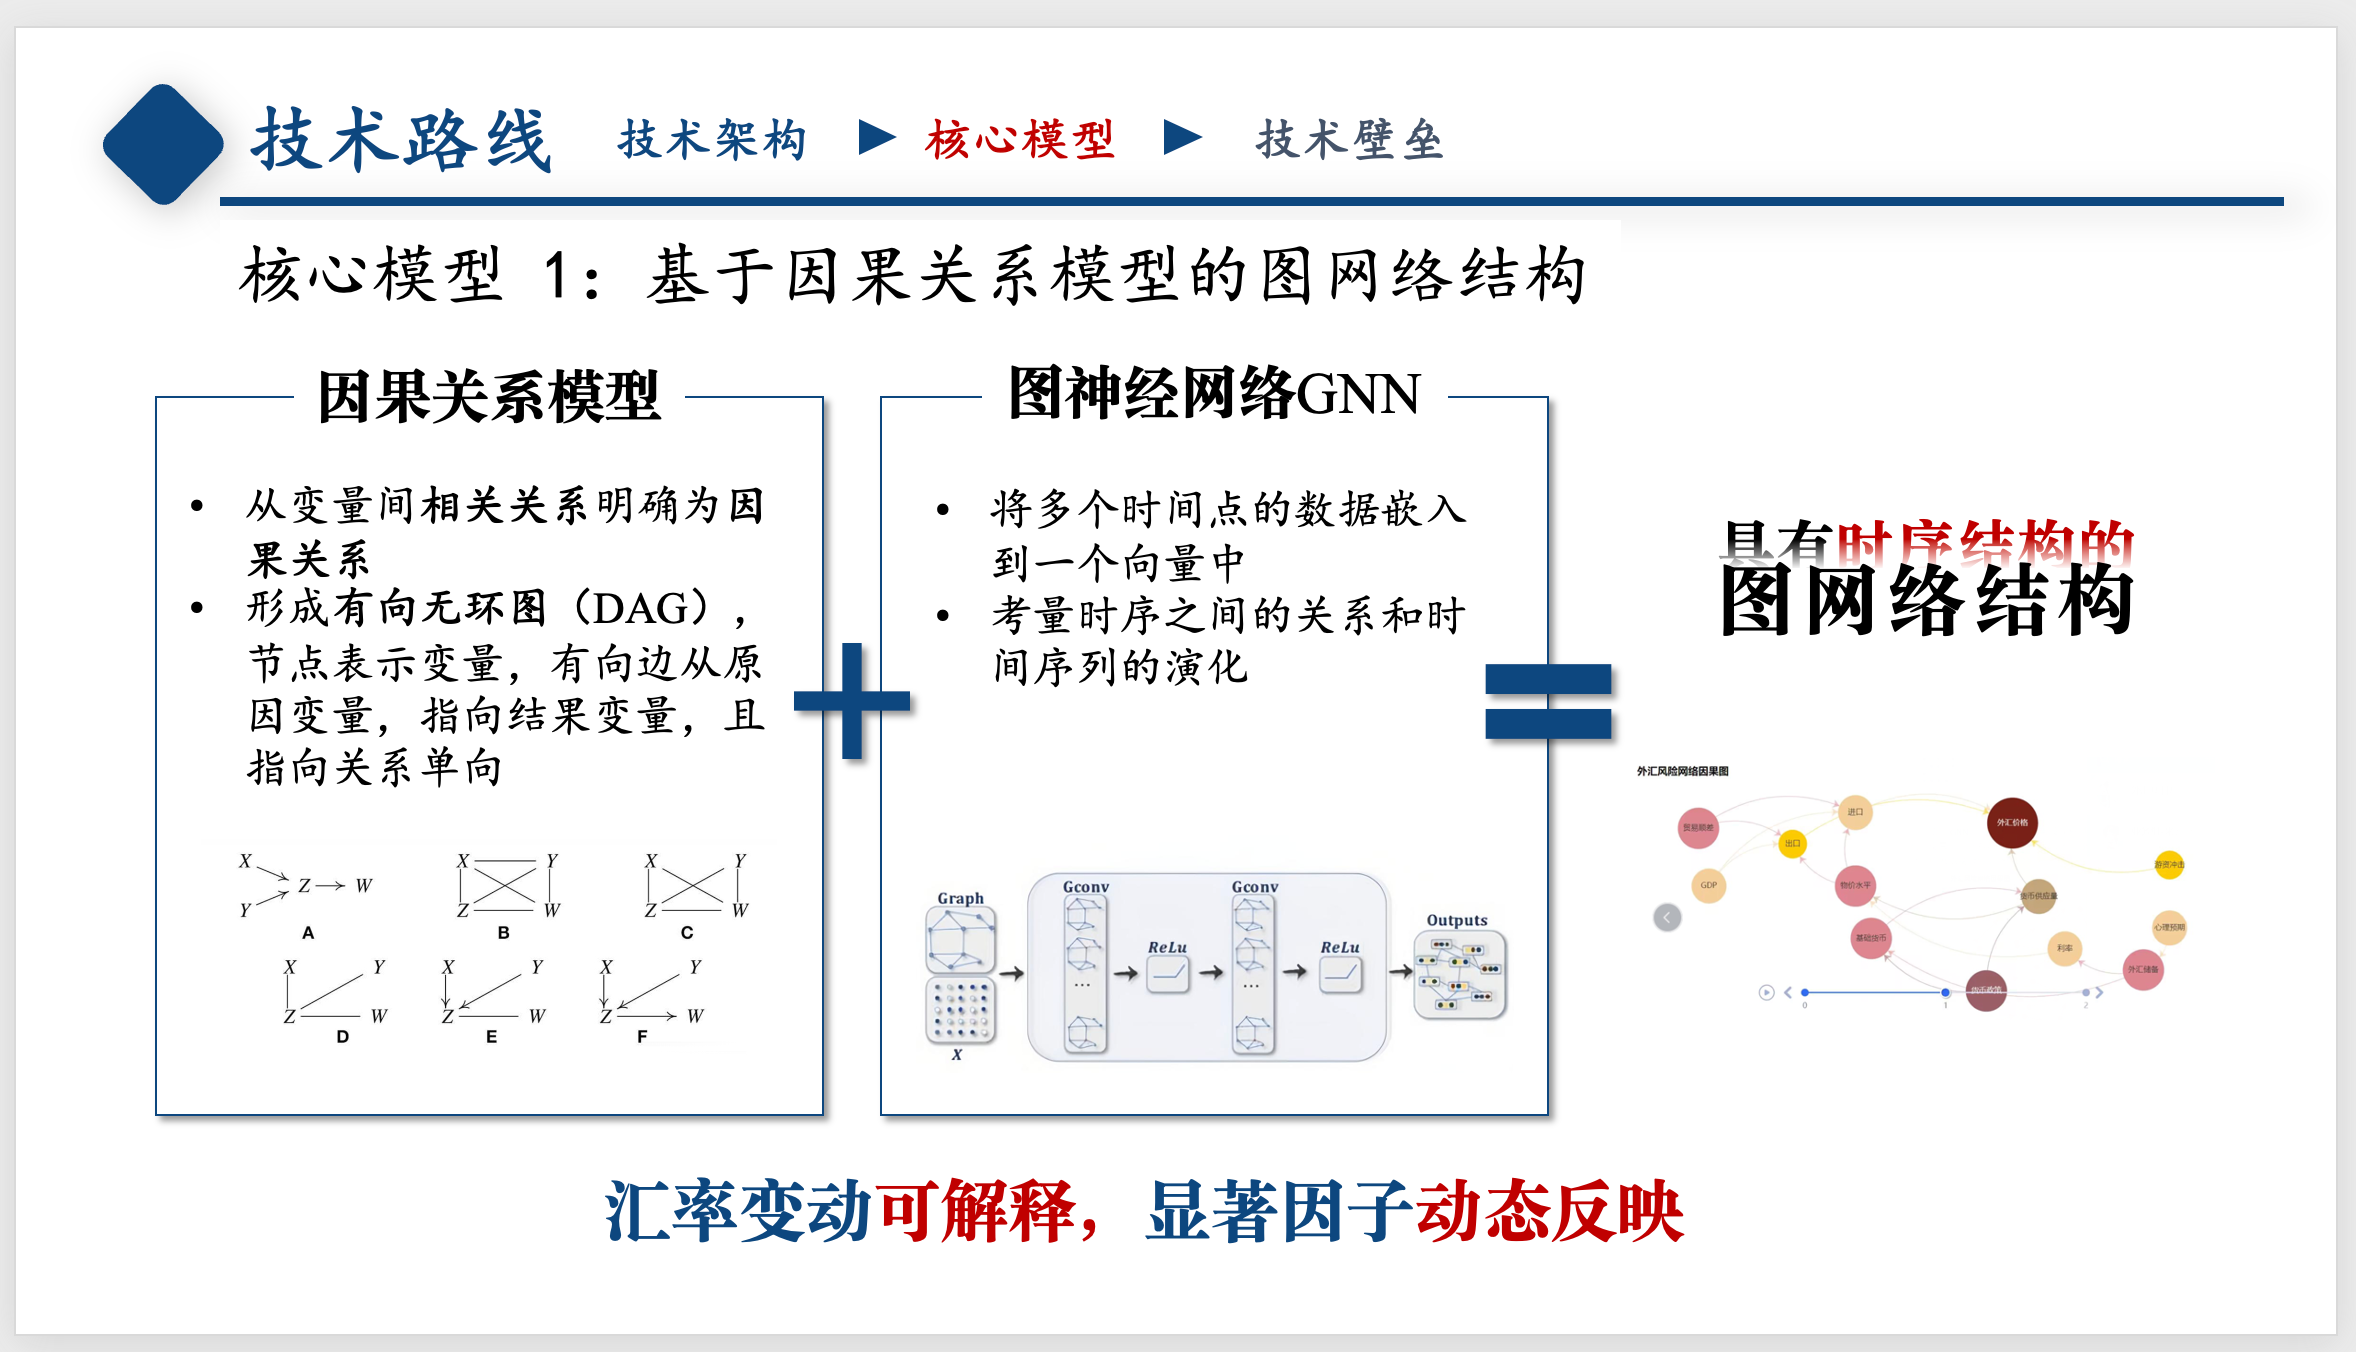 技术路线
技术架构
核心模型
技术壁垒
核心模型 1：基于因果关系模型的图网络结构
因果关系模型
• 从变量间相关关系明确为因
果关系
• 形成有向无环图（DAG），
节点表示变量，有向边从原
因变量，指向结果变量，且
指向关系单向
X Y Z W
A
X Y Z W
B
X Y Z W
C
X Y Z W
D
X Y Z W
E
X Y Z W
F
图神经网络GNN
• 将多个时间点的数据嵌入
到一个向量中
• 考量时序之间的关系和时
间序列的演化
Graph
X
Gconv
...
ReLu
Gconv
...
ReLu
Outputs
具有时序结构的
图网络结构
外汇风险网络因果图
贸易顺差
进口
外汇价格
出口
游资冲击
GDP
物价水平
货币供应量
心理预期
基础货币
利率
外汇储备
货币政策
0
1
2
汇率变动可解释，显著因子动态反映